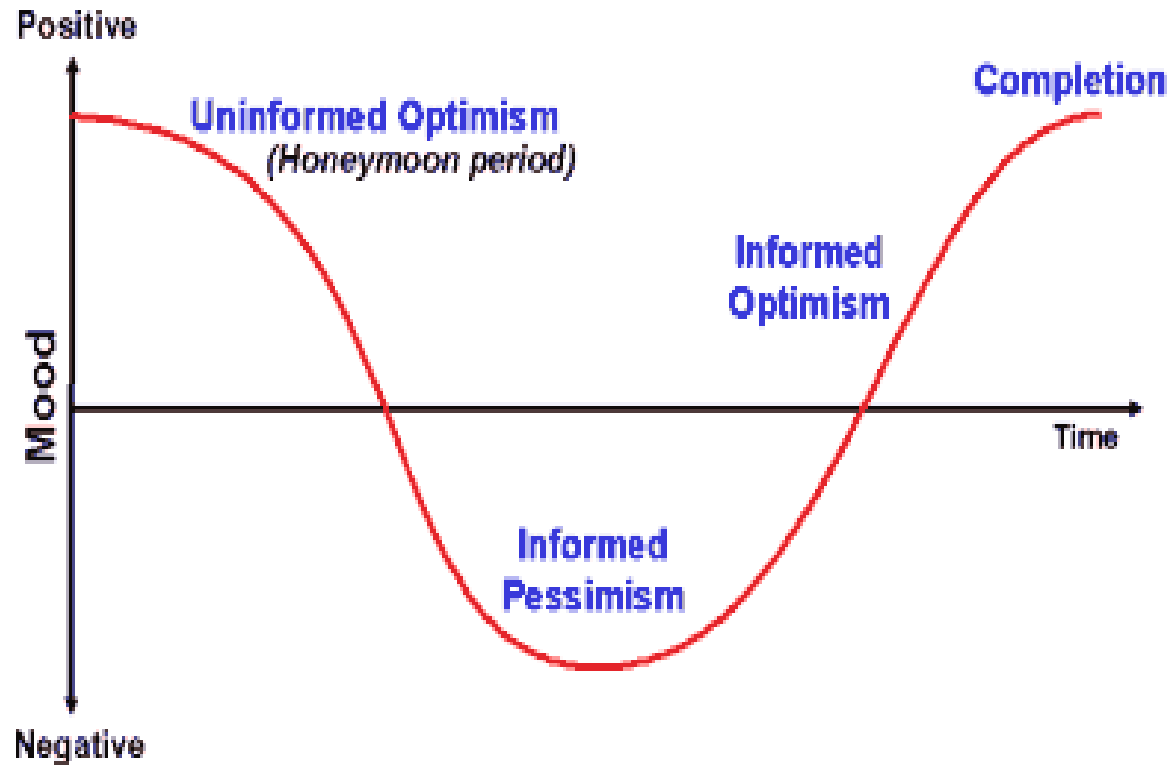 Positive
Completion
Uninformed Optimism
(Honeymoon period)
Informed
Optimism
Mood
Time
Informed
Pessimism
Negative